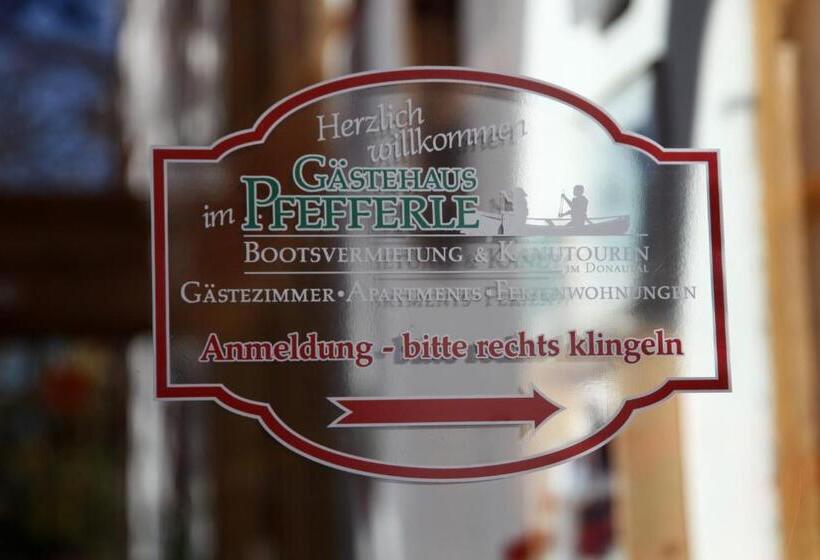 Herzlich
willkommen
im GÄSTEHAUS
PFEFFERLE
BOOTSVERMIETUNG & KANUTOUREN
IM DONAUTAL
GÄSTEZIMMER•APARTMENTS•FERIENWOHNUNGEN
Anmeldung - bitte rechts klingeln